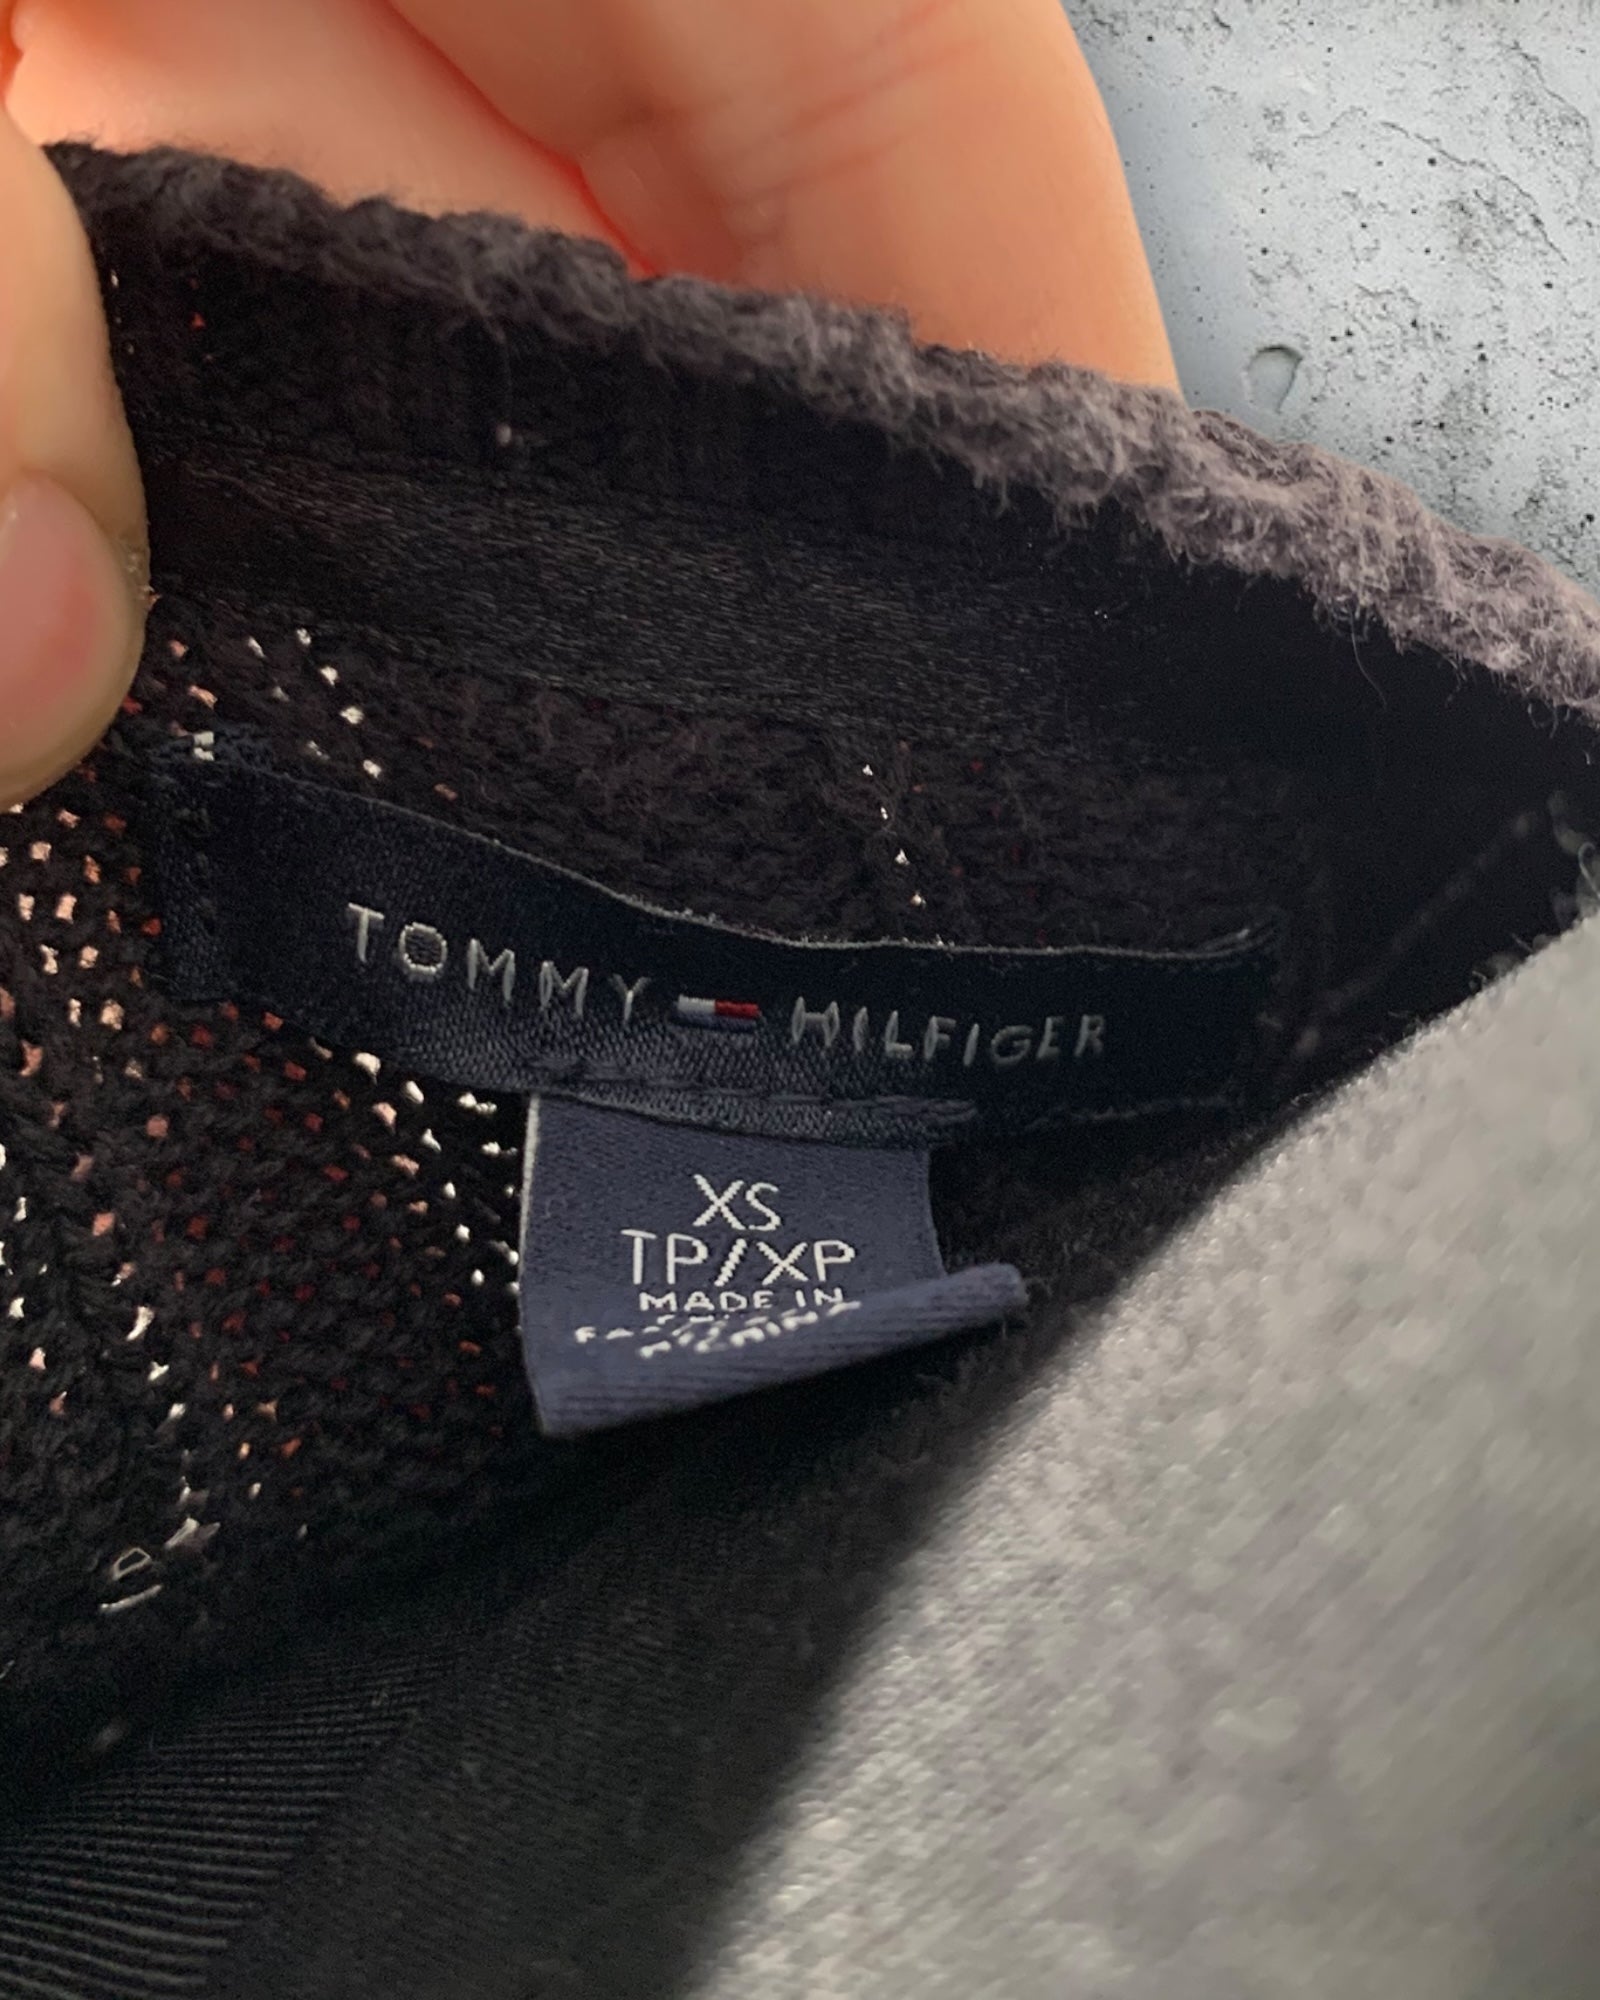 TOMMY HILFIGER
XS
TP/XP
MADE IN